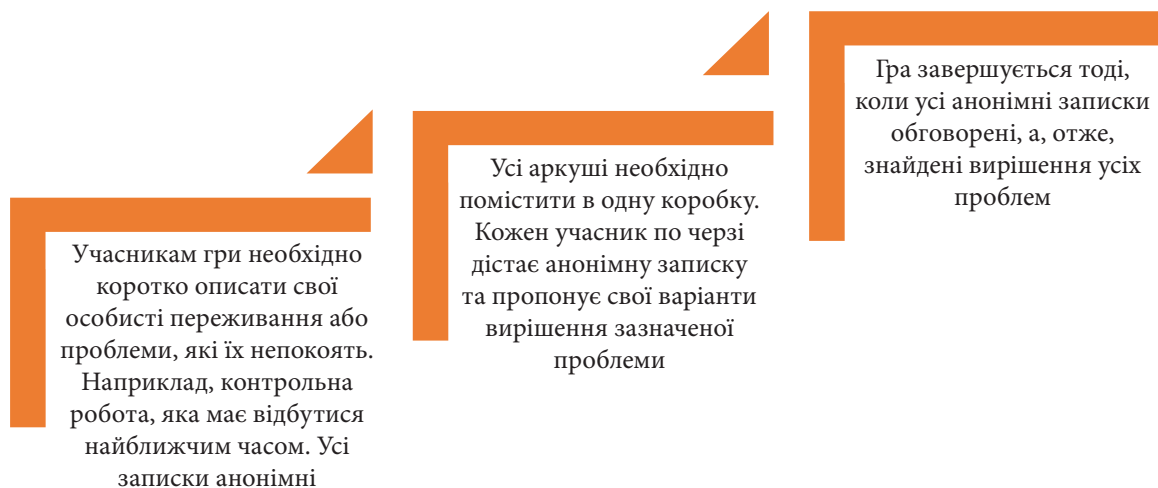 Учасникам гри необхідно
коротко описати свої
особисті переживання або
проблеми, які їх непокоять.
Наприклад, контрольна
робота, яка має відбутися
найближчим часом. Усі
записки анонімні
Усі аркуші необхідно
помістити в одну коробку.
Кожен учасник по черзі
дістає анонімну записку
та пропонує свої варіанти
вирішення зазначеної
проблеми
Гра завершується тоді,
коли усі анонімні записки
обговорені, а, отже,
знайдені вирішення усіх
проблем